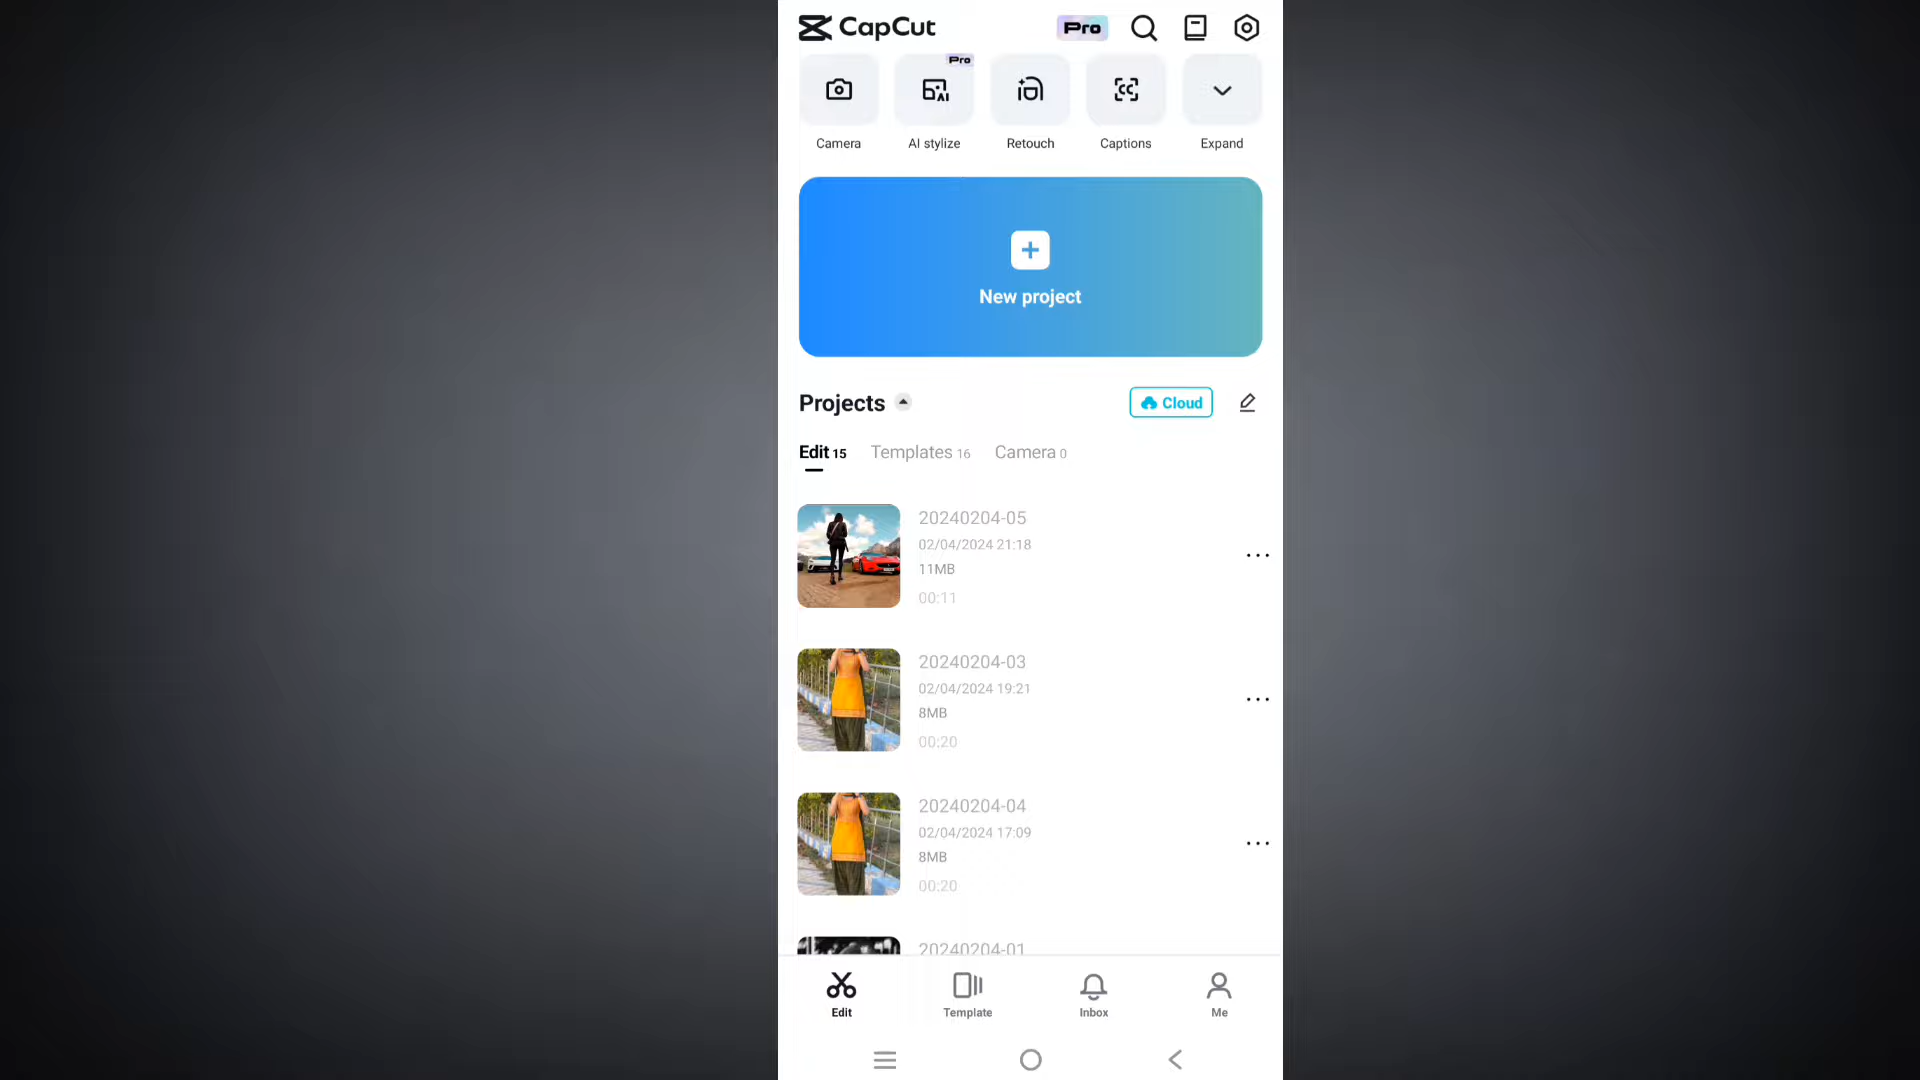 CapCut
Pro
Pro
Camera
AI stylize
Retouch
Captions
Expand
New project
Projects
Cloud
Edit 15
Templates 16
Camera 0
20240204-05
02/04/2024 21:18
11MB
00:11
20240204-03
02/04/2024 19:21
8MB
00:20
20240204-04
02/04/2024 17:09
8MB
00:20
20240204-01
Edit
Template
Inbox
Me